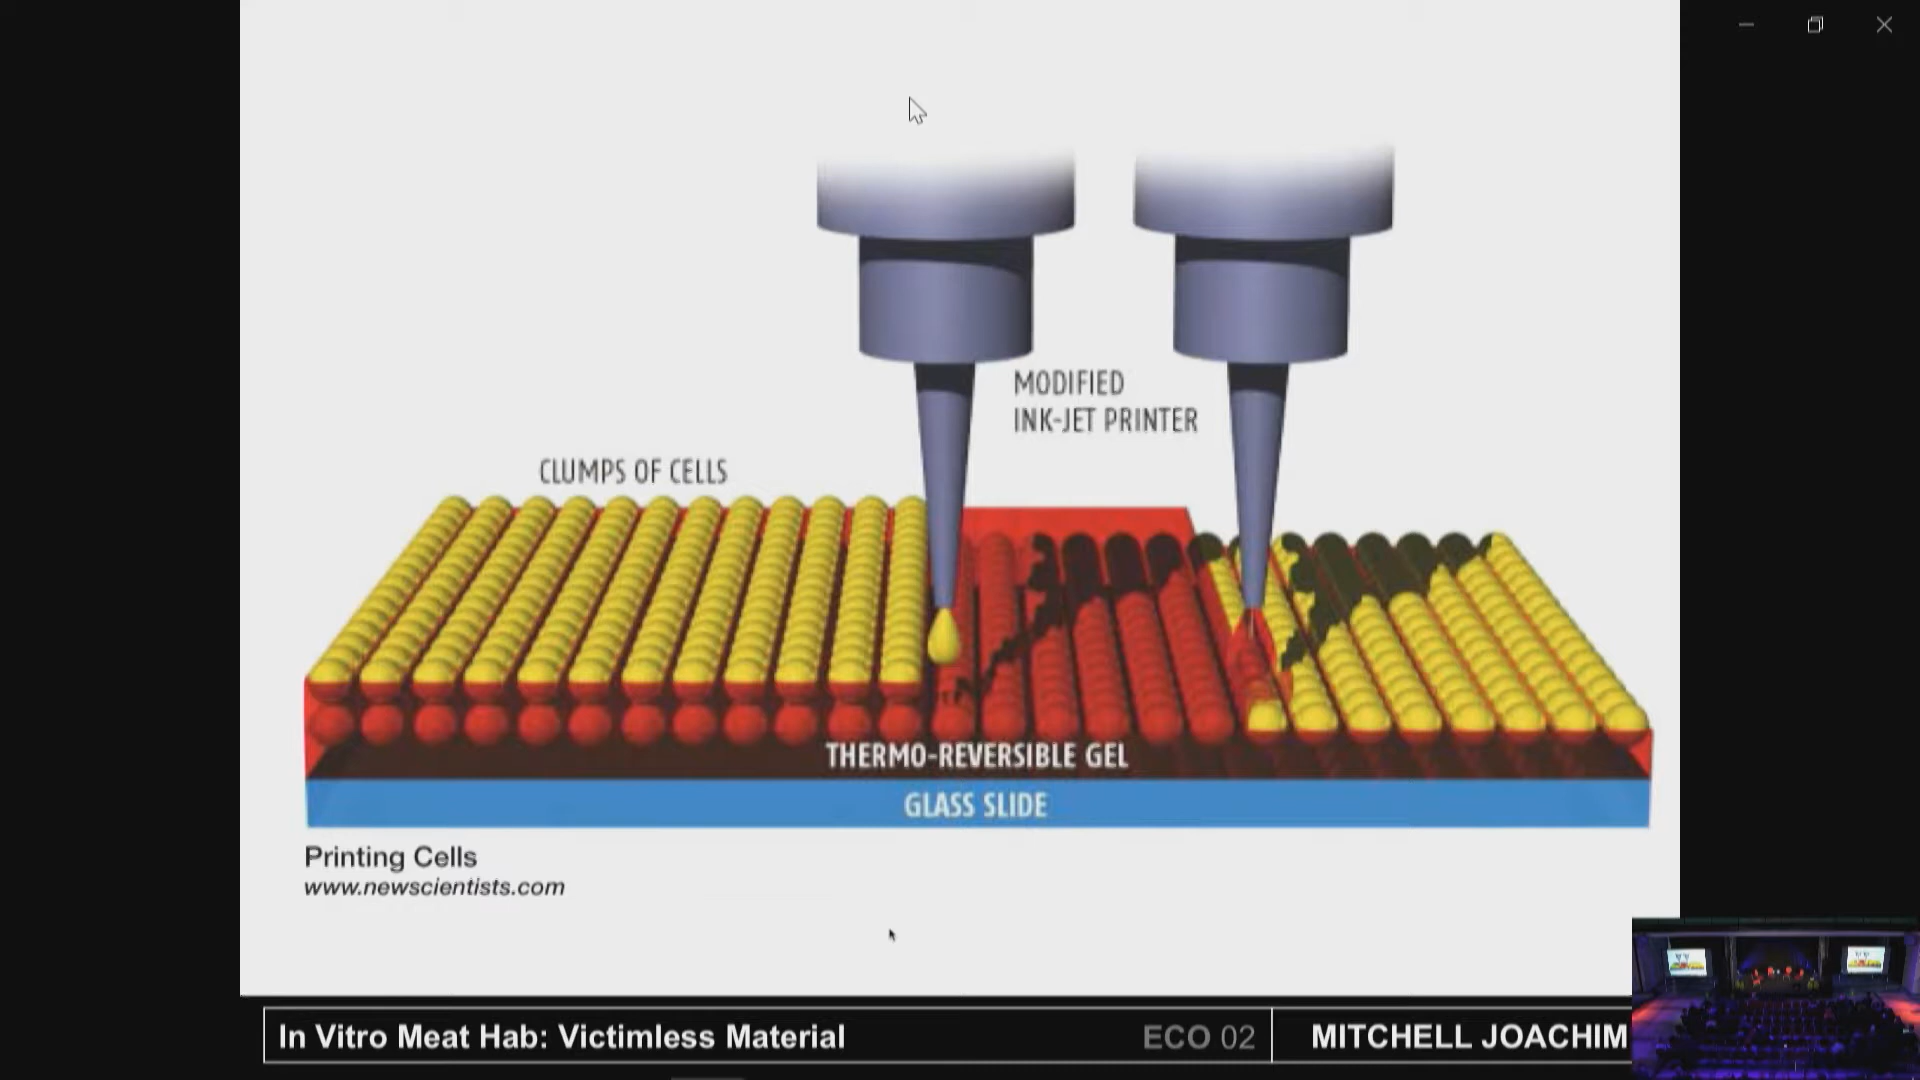 MODIFIED
INK-JET PRINTER
CLUMPS OF CELLS
THERMO-REVERSIBLE GEL
GLASS SLIDE
Printing Cells
www.newscientists.com
In Vitro Meat Hab: Victimless Material
ECO 02
MITCHELL JOACHIM